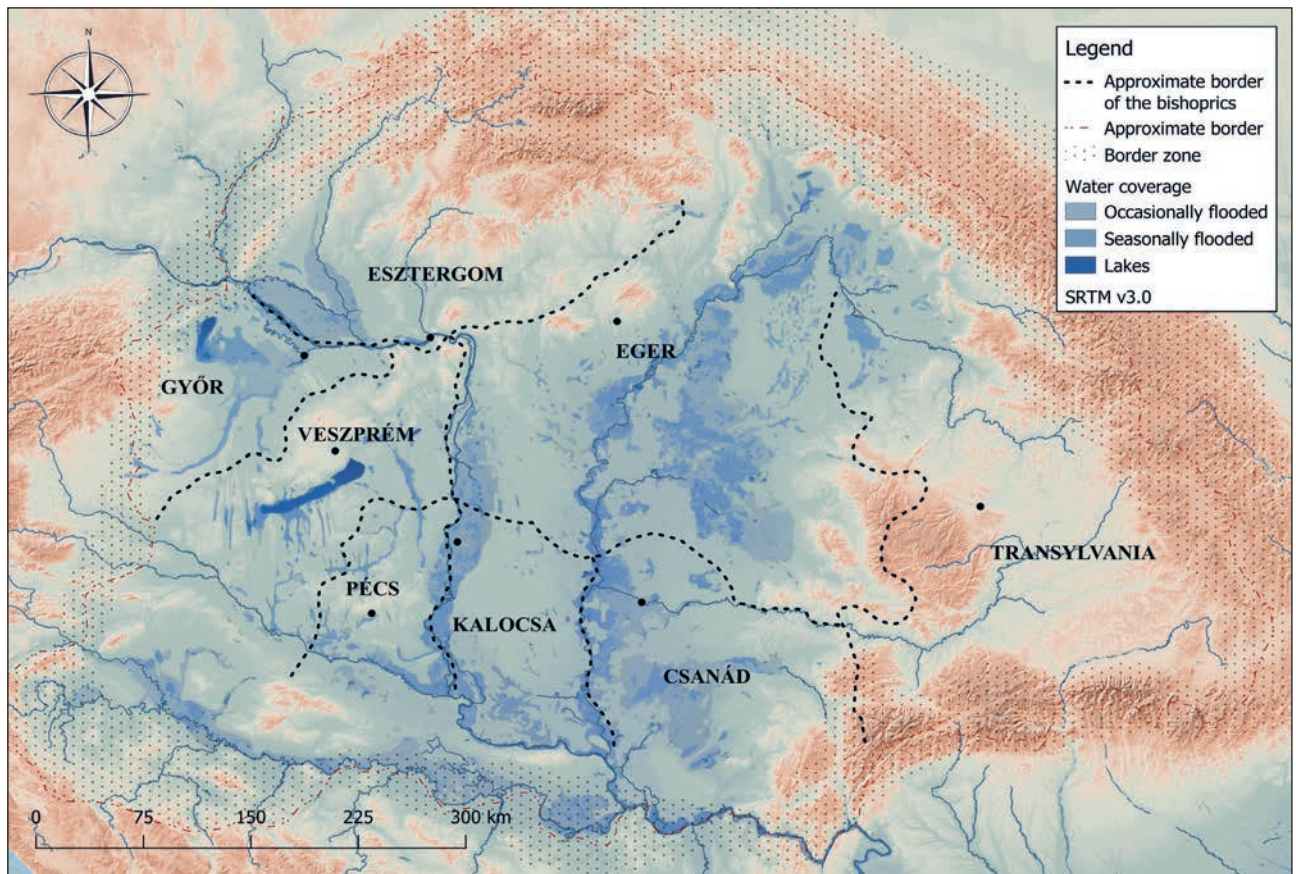 N
Legend
Approximate border
of the bishoprics
Approximate border
Border zone
Water coverage
Occasionally flooded
Seasonally flooded
Lakes
SRTM v3.0
ESZTERGOM
EGER
GYŐR
VESZPRÉM
TRANSYLVANIA
PÉCS
KALOCSA
CSANÁD
0 75 150 225 300 km